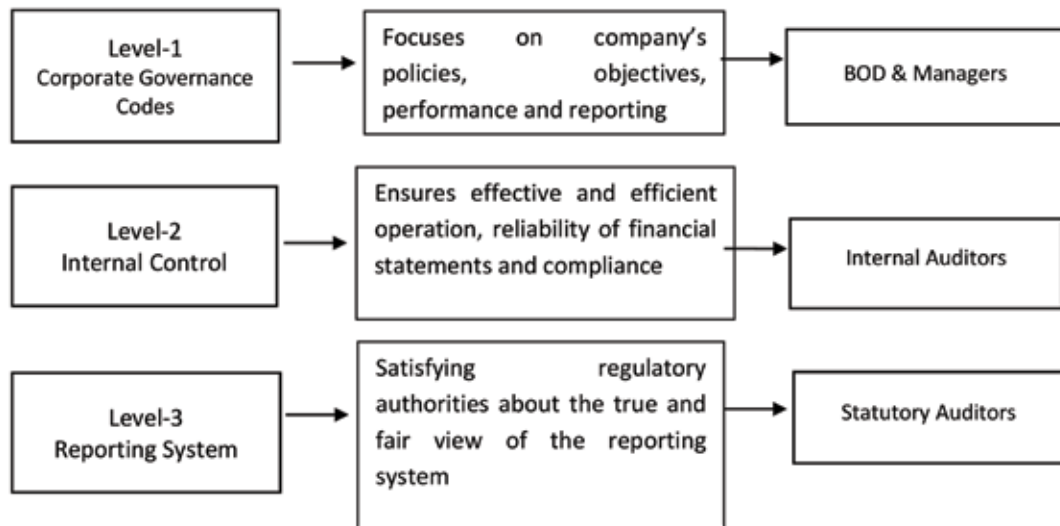 Level-1
Corporate Governance
Codes
Focuses on company's
policies, objectives,
performance and reporting
BOD & Managers
Level-2
Internal Control
Ensures effective and efficient
operation, reliability of financial
statements and compliance
Internal Auditors
Level-3
Reporting System
Satisfying regulatory
authorities about the true and
fair view of the reporting
system
Statutory Auditors